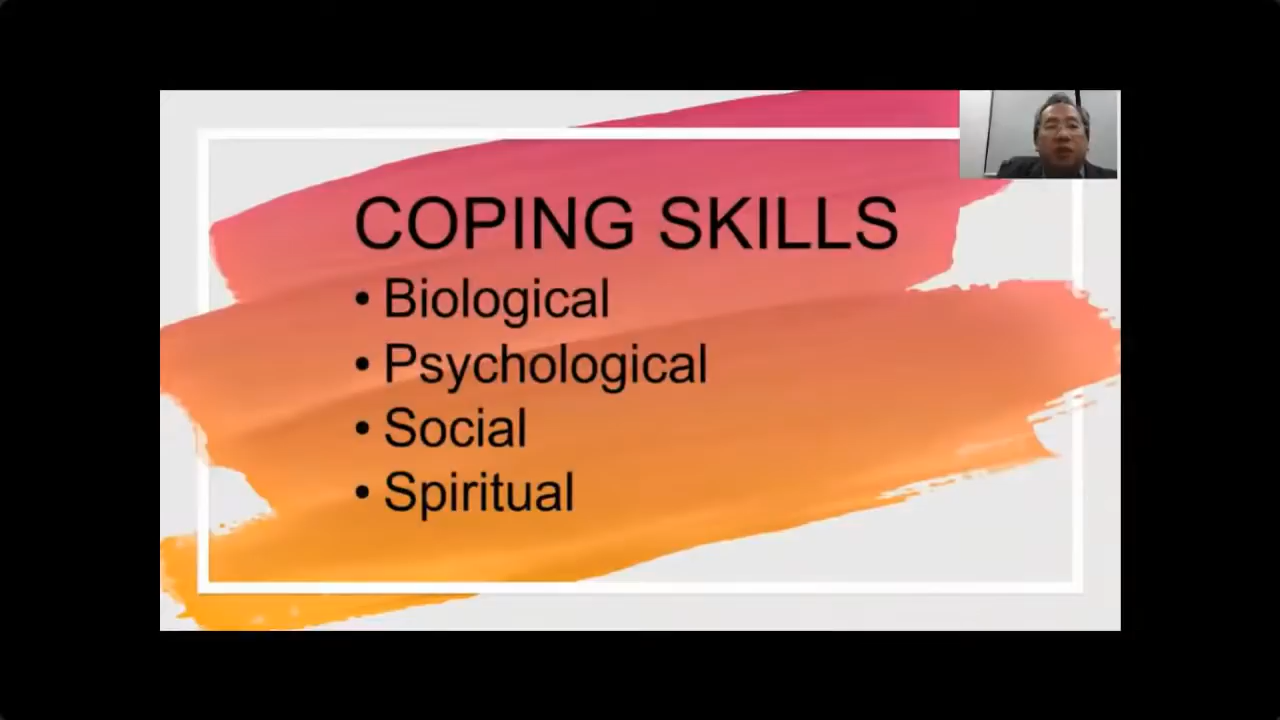 COPING SKILLS
• Biological
• Psychological
• Social
• Spiritual